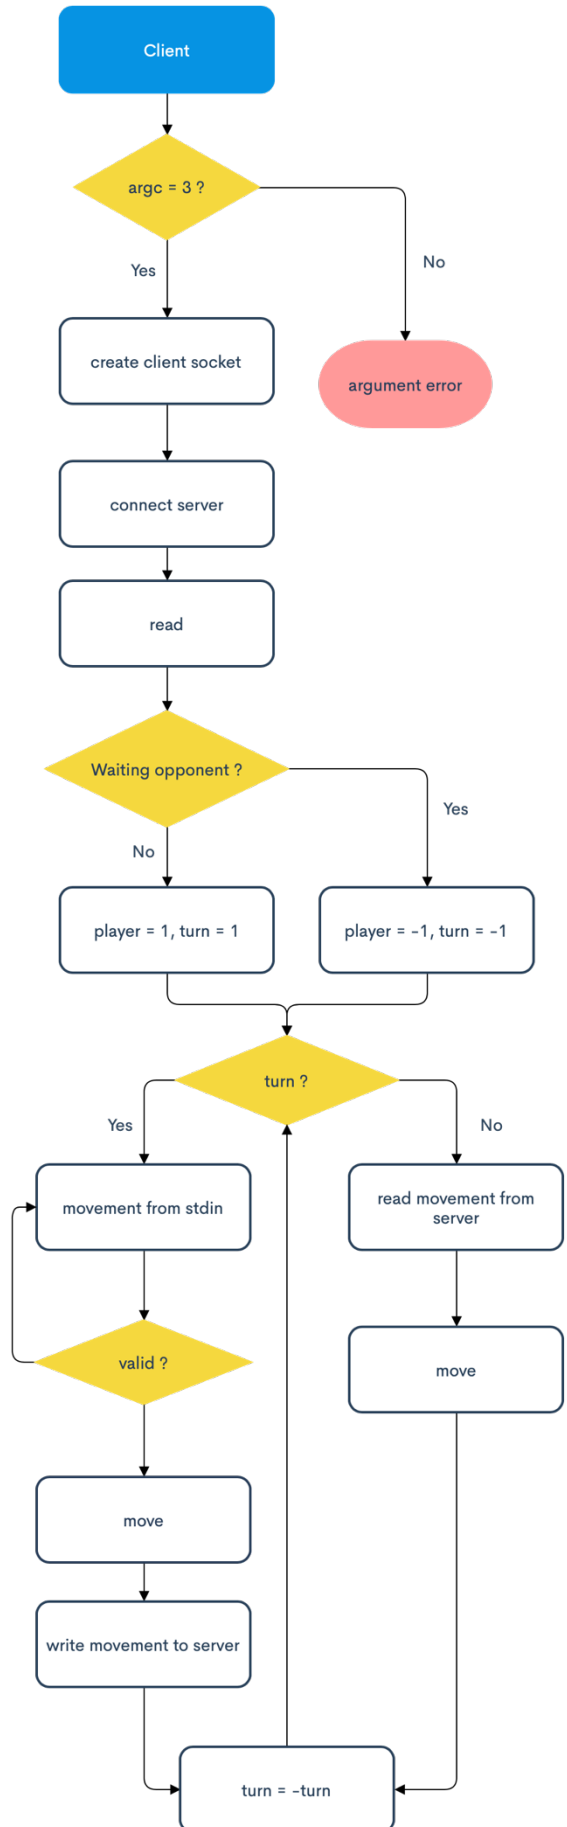 Client
argc = 3 ?
Yes
No
create client socket
argument error
connect server
read
Waiting opponent ?
Yes
No
player = 1, turn = 1
player = -1, turn = -1
turn ?
Yes
No
movement from stdin
read movement from
server
valid ?
move
move
write movement to server
turn = -turn